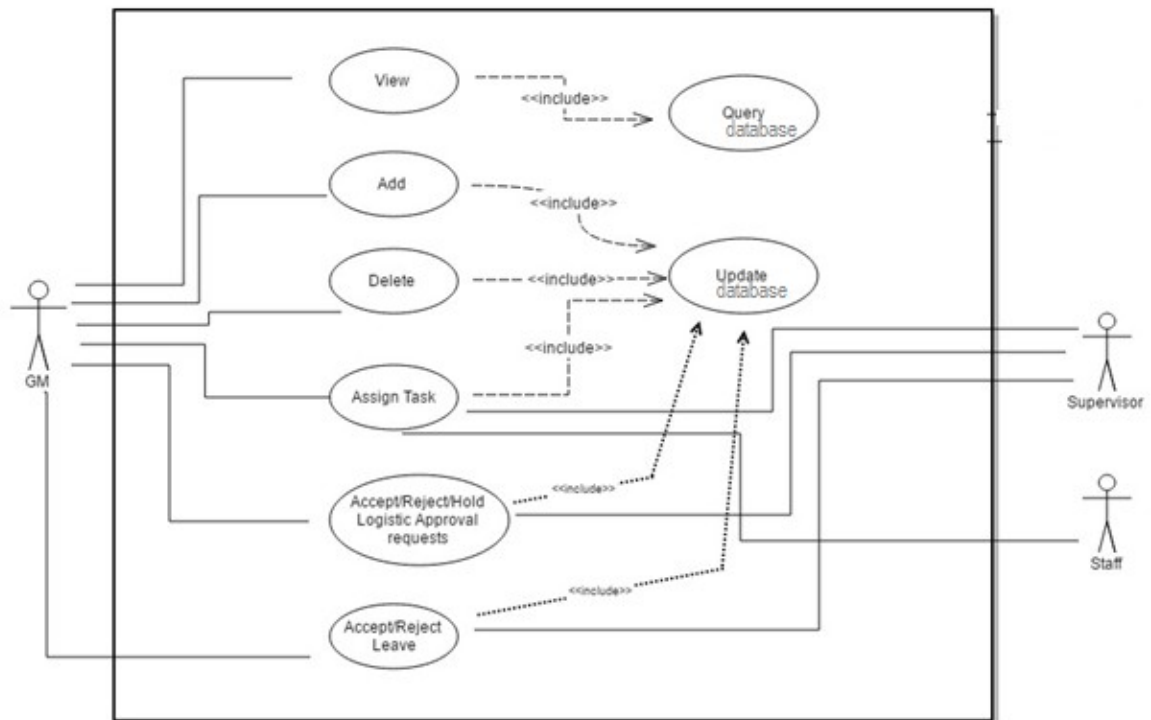 View
<<include>>
Query
database
Add
<<include>>
Delete
<<include>>
Update
database
<<include>>
GM
Assign Task
Supervisor
Accept/Reject/Hold
Logistic Approval
requests
<<include>>
Staff
<<include>>
Accept/Reject
Leave